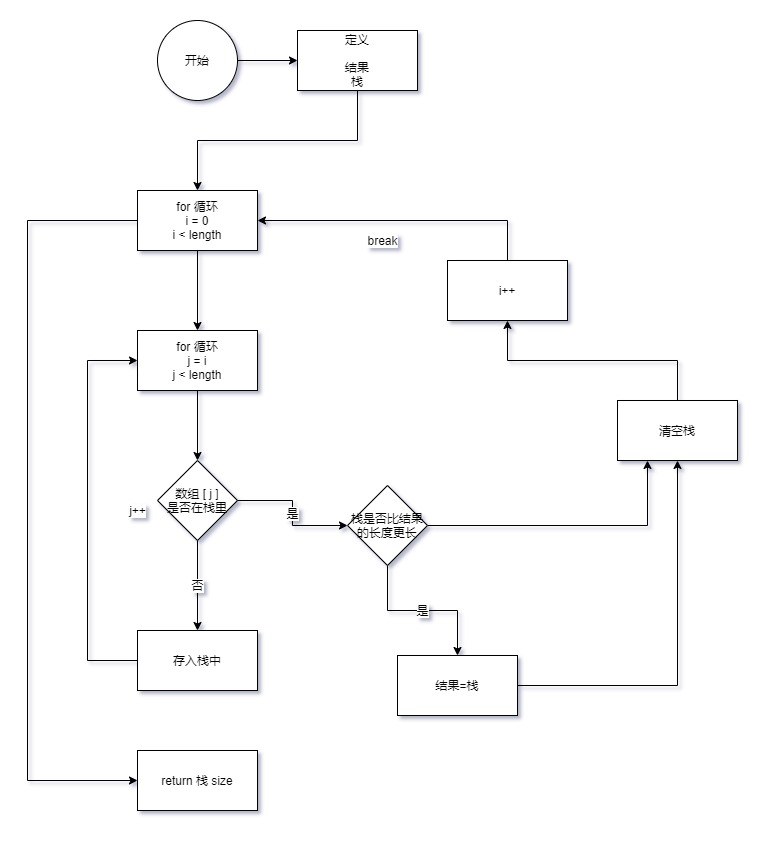 开始
定义
结果
栈
for 循环
i = 0
i < length
break
i++
for 循环
j = i
j < length
清空栈
数组 [ j ]
是否在栈里
j++
是
栈是否比结果
的长度更长
否
是
存入栈中
结果=栈
return 栈 size